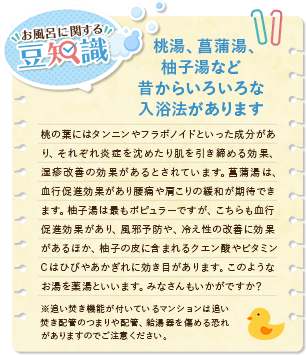 お風呂に関する
豆知識
桃湯、菖蒲湯、
柚子湯など
昔からいろいろな
入浴法があります
桃の葉にはタンニンやフラボノイドといった成分があ
り、それぞれ炎症を沈めたり肌を引き締める効果、
湿疹改善の効果があるとされています。菖蒲湯は、
血行促進効果があり腰痛や肩こりの緩和が期待でき
ます。柚子湯は最もポピュラーですが、こちらも血行
促進効果があり、風邪予防や、冷え性の改善に効果
があるほか、柚子の皮に含まれるクエン酸やビタミン
Cはひびやあかぎれに効き目があります。このような
お湯を薬湯といいます。みなさんもいかがですか？
※追い焚き機能が付いているマンションは追い
焚き配管のつまりや配管、給湯器を傷める恐れ
がありますのでご注意ください。